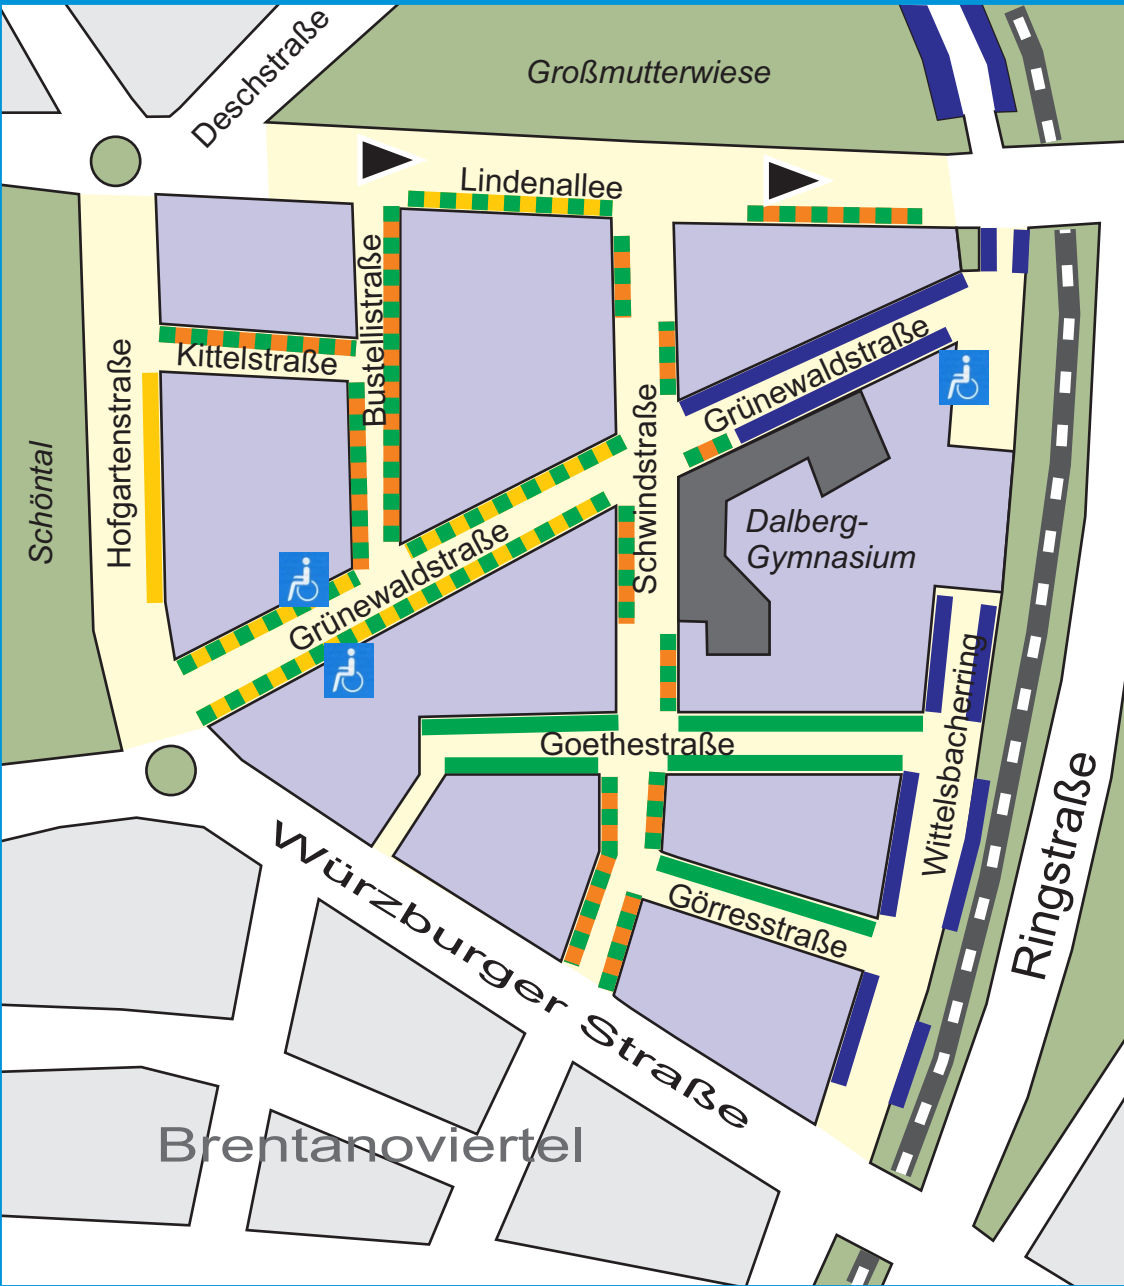 Deschstraße
Großmutterwiese
Lindenallee
Bustellistraße
Kittelstraße
Hofgartenstraße
Schöntal
Grünewaldstraße
Schwindstraße
Dalberg-
Gymnasium
Grünewaldstraße
Goethestraße
Wittelsbacherring
Ringstraße
Görresstraße
Würzburger Straße
Brentanoviertel